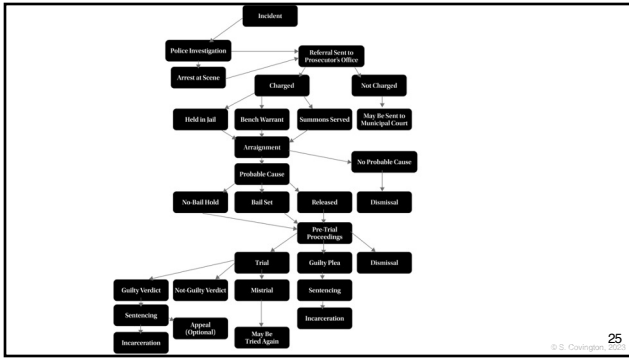 Incident
Police Investigation
Referral Sent to
Prosecutor's Office
Arrest at Scene
Charged
Not Charged
Held in Jail
Bench Warrant
Summons Served
May Be Sent to
Municipal Court
Arraignment
No Probable Cause
Probable Cause
No-Bail Hold
Bail Set
Released
Dismissal
Pre-Trial
Proceedings
Trial
Guilty Plea
Dismissal
Guilty Verdict
Not-Guilty Verdict
Mistrial
Sentencing
Sentencing
Appeal
(Optional)
Incarceration
Incarceration
May Be
Tried Again
25
© S. Covington, 2023